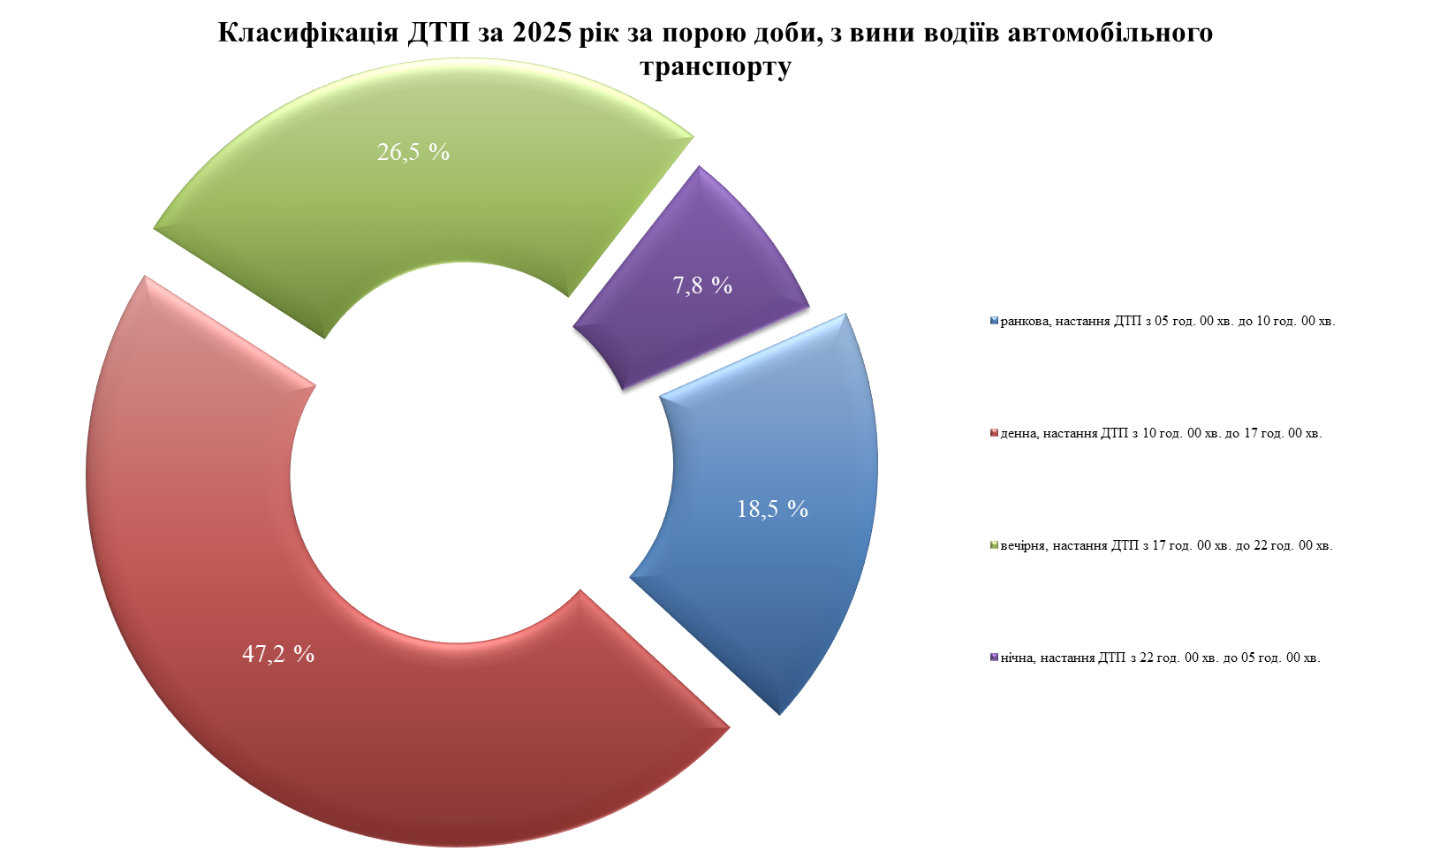 Класифікація ДТП за 2025 рік за порою доби, з вини водіїв автомобільного
транспорту
26,5 %
7,8 %
18,5 %
47,2 %
ранкова, настання ДТП з 05 год. 00 хв. до 10 год. 00 хв.
денна, настання ДТП з 10 год. 00 хв. до 17 год. 00 хв.
вечірня, настання ДТП з 17 год. 00 хв. до 22 год. 00 хв.
нічна, настання ДТП з 22 год. 00 хв. до 05 год. 00 хв.